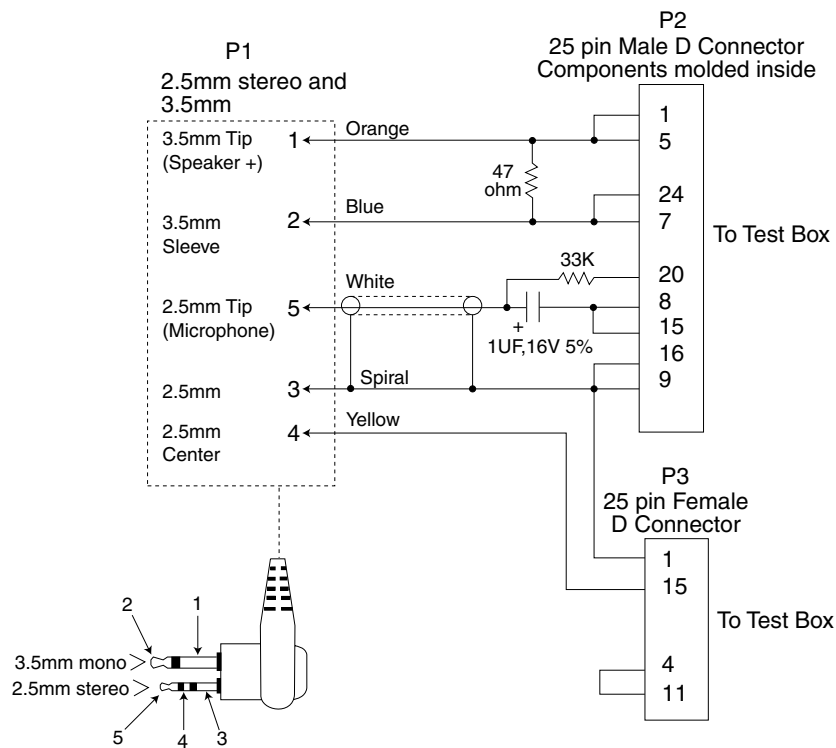 P1
2.5mm stereo and
3.5mm
P2
25 pin Male D Connector
Components molded inside
3.5mm Tip
(Speaker +)
1
Orange
1
5
47
ohm
3.5mm
Sleeve
2
Blue
24
7
To Test Box
2.5mm Tip
(Microphone)
5
White
33K
20
8
15
+
1UF,16V 5%
16
9
2.5mm
3
Spiral
2.5mm
Center
4
Yellow
P3
25 pin Female
D Connector
1
15
To Test Box
4
11
2
1
3.5mm mono
2.5mm stereo
5
4
3